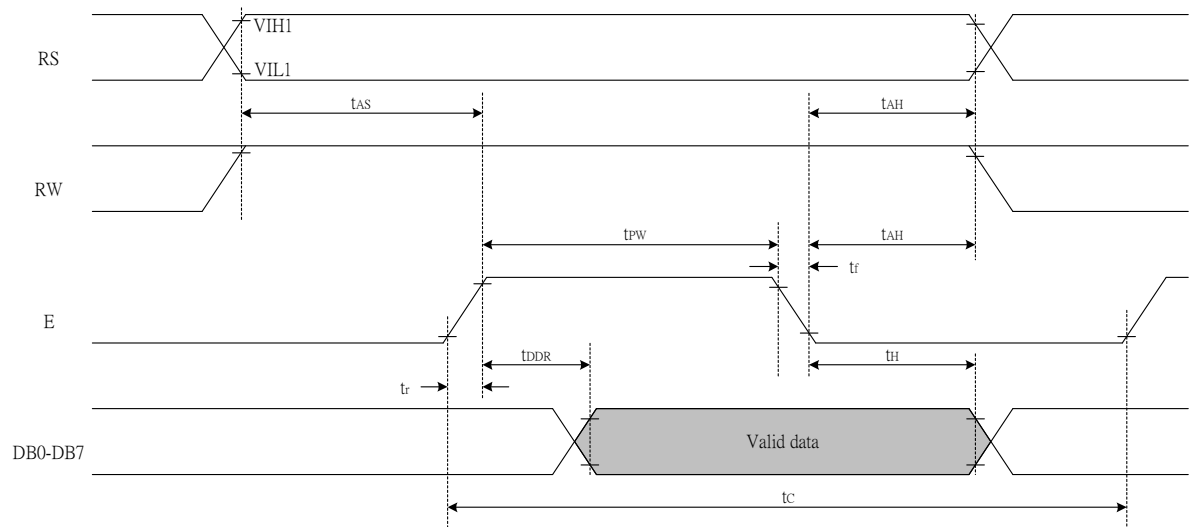 VIH1
RS
VIL1
tAS
tAH
RW
tPW
tAH
tf
E
tDDR
tH
tr
Valid data
DB0-DB7
tC